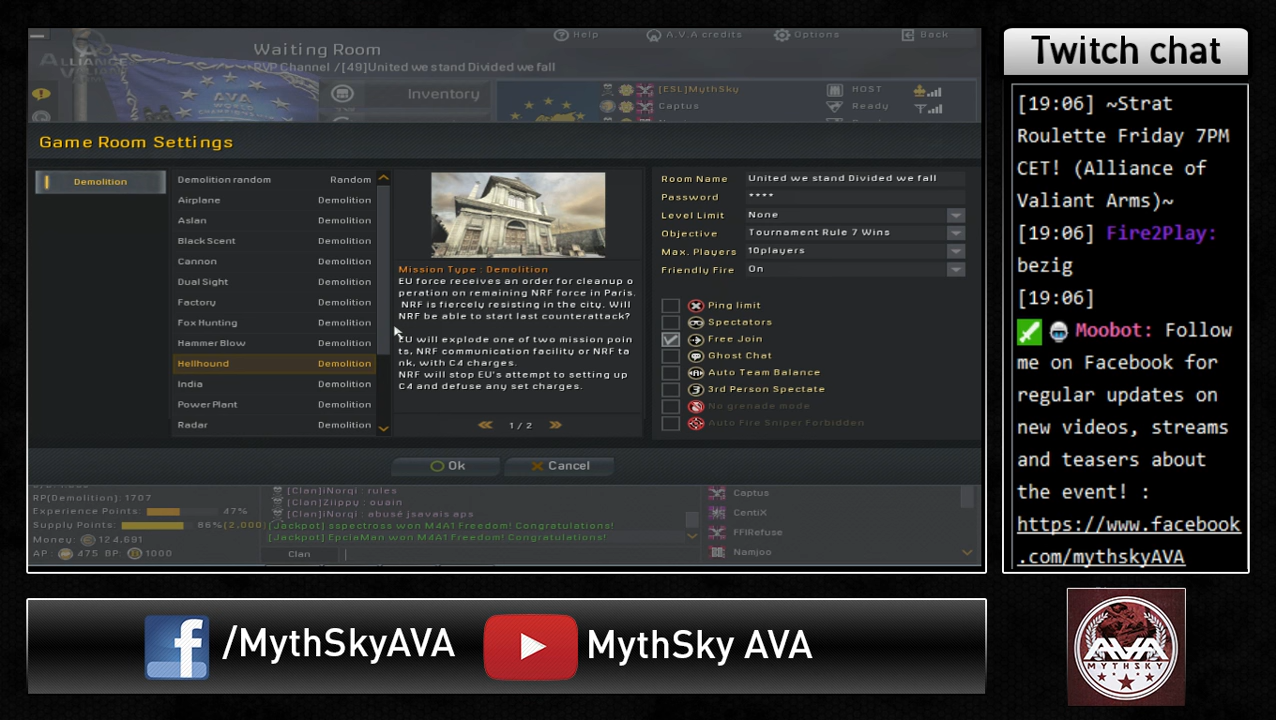 Waiting Room
PVP Channel /[49]United we stand Divided we fall
Help
A.V.A credits
Options
Back
ALLIANCE
AVA
Inventory
[ESL]MythSky
HOST
Captus
Ready
Game Room Settings
Demolition
Demolition random Random
Airplane Demolition
Aslan Demolition
Black Scent Demolition
Cannon Demolition
Dual Sight Demolition
Factory Demolition
Fox Hunting Demolition
Hammer Blow Demolition
Hellhound Demolition
India Demolition
Power Plant Demolition
Radar Demolition
Mission Type : Demolition
EU force receives an order for cleanup o
peration on remaining NRF force in Paris.
NRF is fiercely resisting in the city. Will
NRF be able to start last counterattack?
EU will explode one of two mission poin
ts, NRF communication facility or NRF ta
nk, with C4 charges.
NRF will stop EU's attempt to setting up
C4 and defuse any set charges.
1 / 2
Room Name United we stand Divided we fall
Password ****
Level Limit None
Objective Tournament Rule 7 Wins
Max. Players 10players
Friendly Fire On
Ping limit
Spectators
Free Join
Ghost Chat
Auto Team Balance
3rd Person Spectate
No grenade mode
Auto Fire Sniper Forbidden
Ok
Cancel
RP(Demolition): 1707
Experience Points: 47%
Supply Points: 86%(2,000)
Money: 124,691
AP: 475 BP: 1000
[Clan]iNorqi : rules
[Clan]Ziippy : ouain
[Clan]iNorqi : abusé jsavais aps
[Jackpot] sspectross won M4A1 Freedom! Congratulations!
[Jackpot] EpciaMan won M4A1 Freedom! Congratulations!
Clan
Captus
CentiX
FFIRefuse
Namjoo
Twitch chat
[19:06] ~Strat
Roulette Friday 7PM
CET! (Alliance of
Valiant Arms)~
[19:06] Fire2Play:
bezig
[19:06]
Moobot: Follow
me on Facebook for
regular updates on
new videos, streams
and teasers about
the event! :
https://www.facebook
.com/mythskyAVA
/MythSkyAVA
MythSky AVA
AVA
MYTHSKY